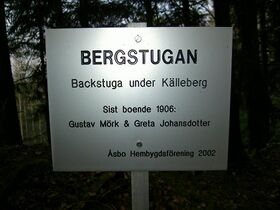 BERGSTUGAN
Backstuga under Källeberg
Sist boende 1906:
Gustav Mörk & Greta Johansdotter
Åsbo Hembygdsförening 2002